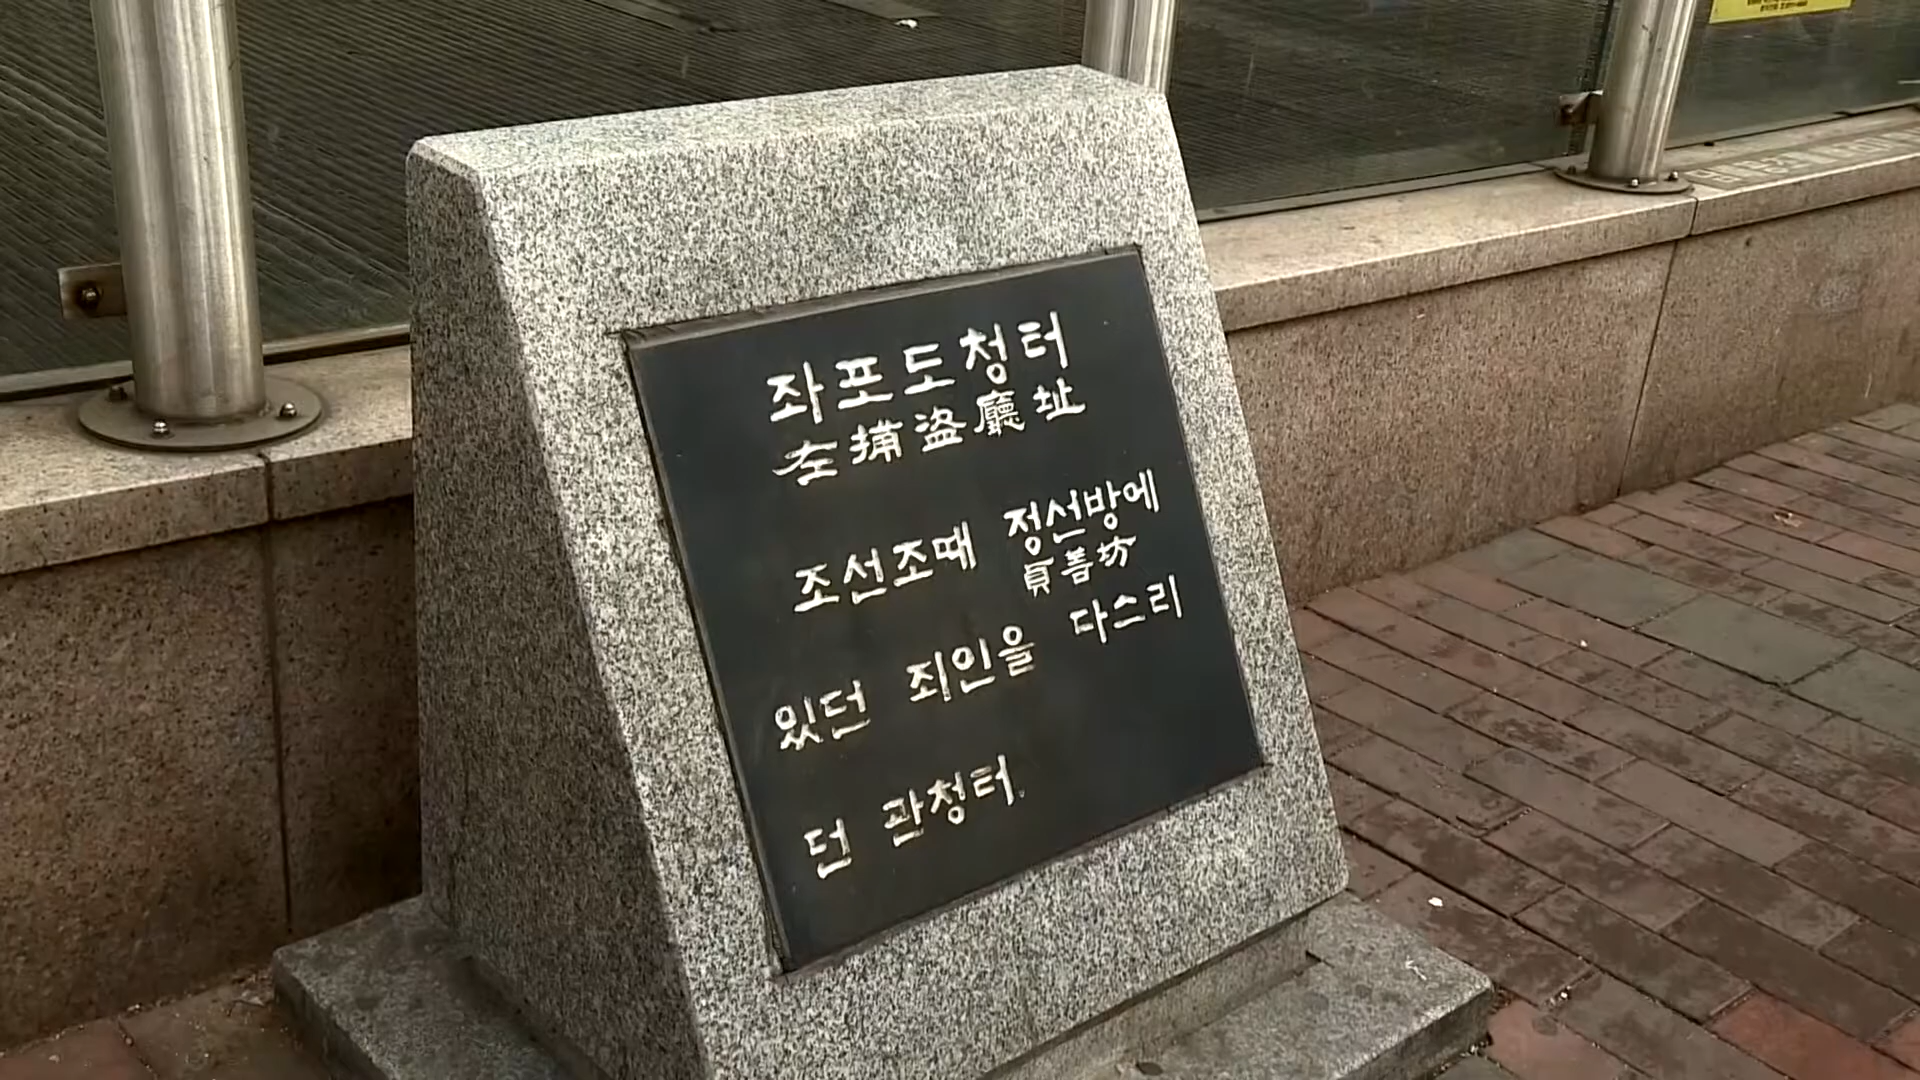 좌포도청터
左捕盜廳址
조선조때 정선방에
貞善坊
있던 죄인을 다스리
던 관청터.